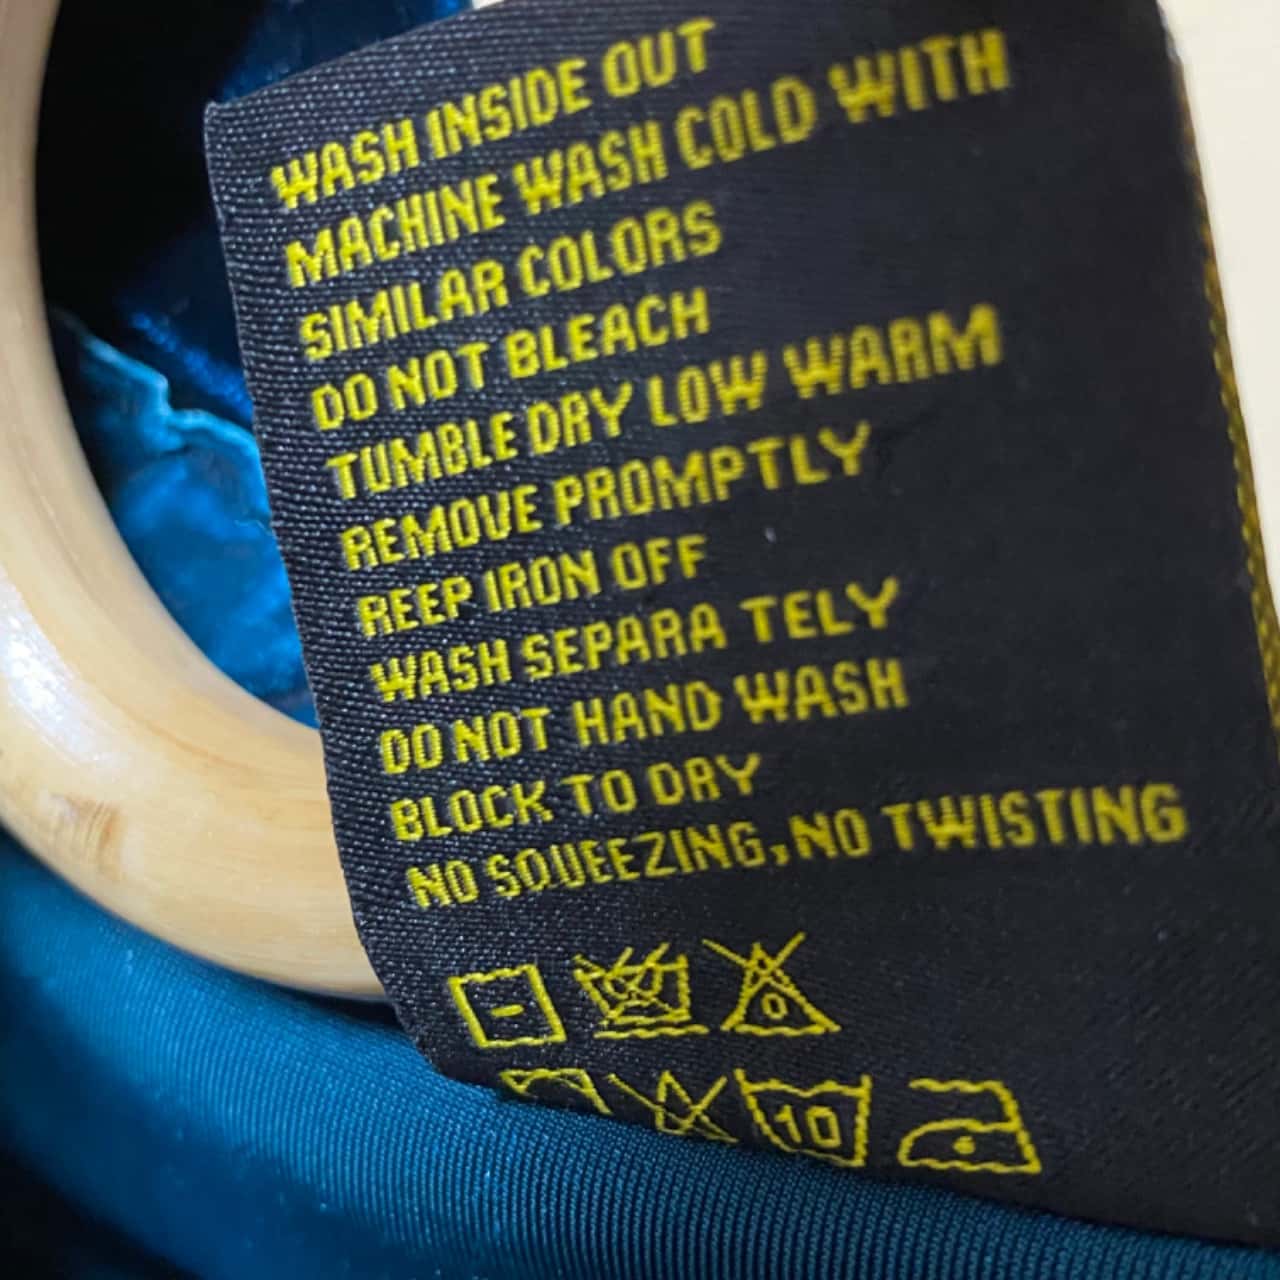 WASH INSIDE OUT
MACHINE WASH COLD WITH
SIMILAR COLORS
DO NOT BLEACH
TUMBLE DRY LOW WARM
REMOVE PROMPTLY
REEP IRON OFF
WASH SEPARA TELY
DO NOT HAND WASH
BLOCK TO DRY
NO SQUEEZING, NO TWISTING
0
10